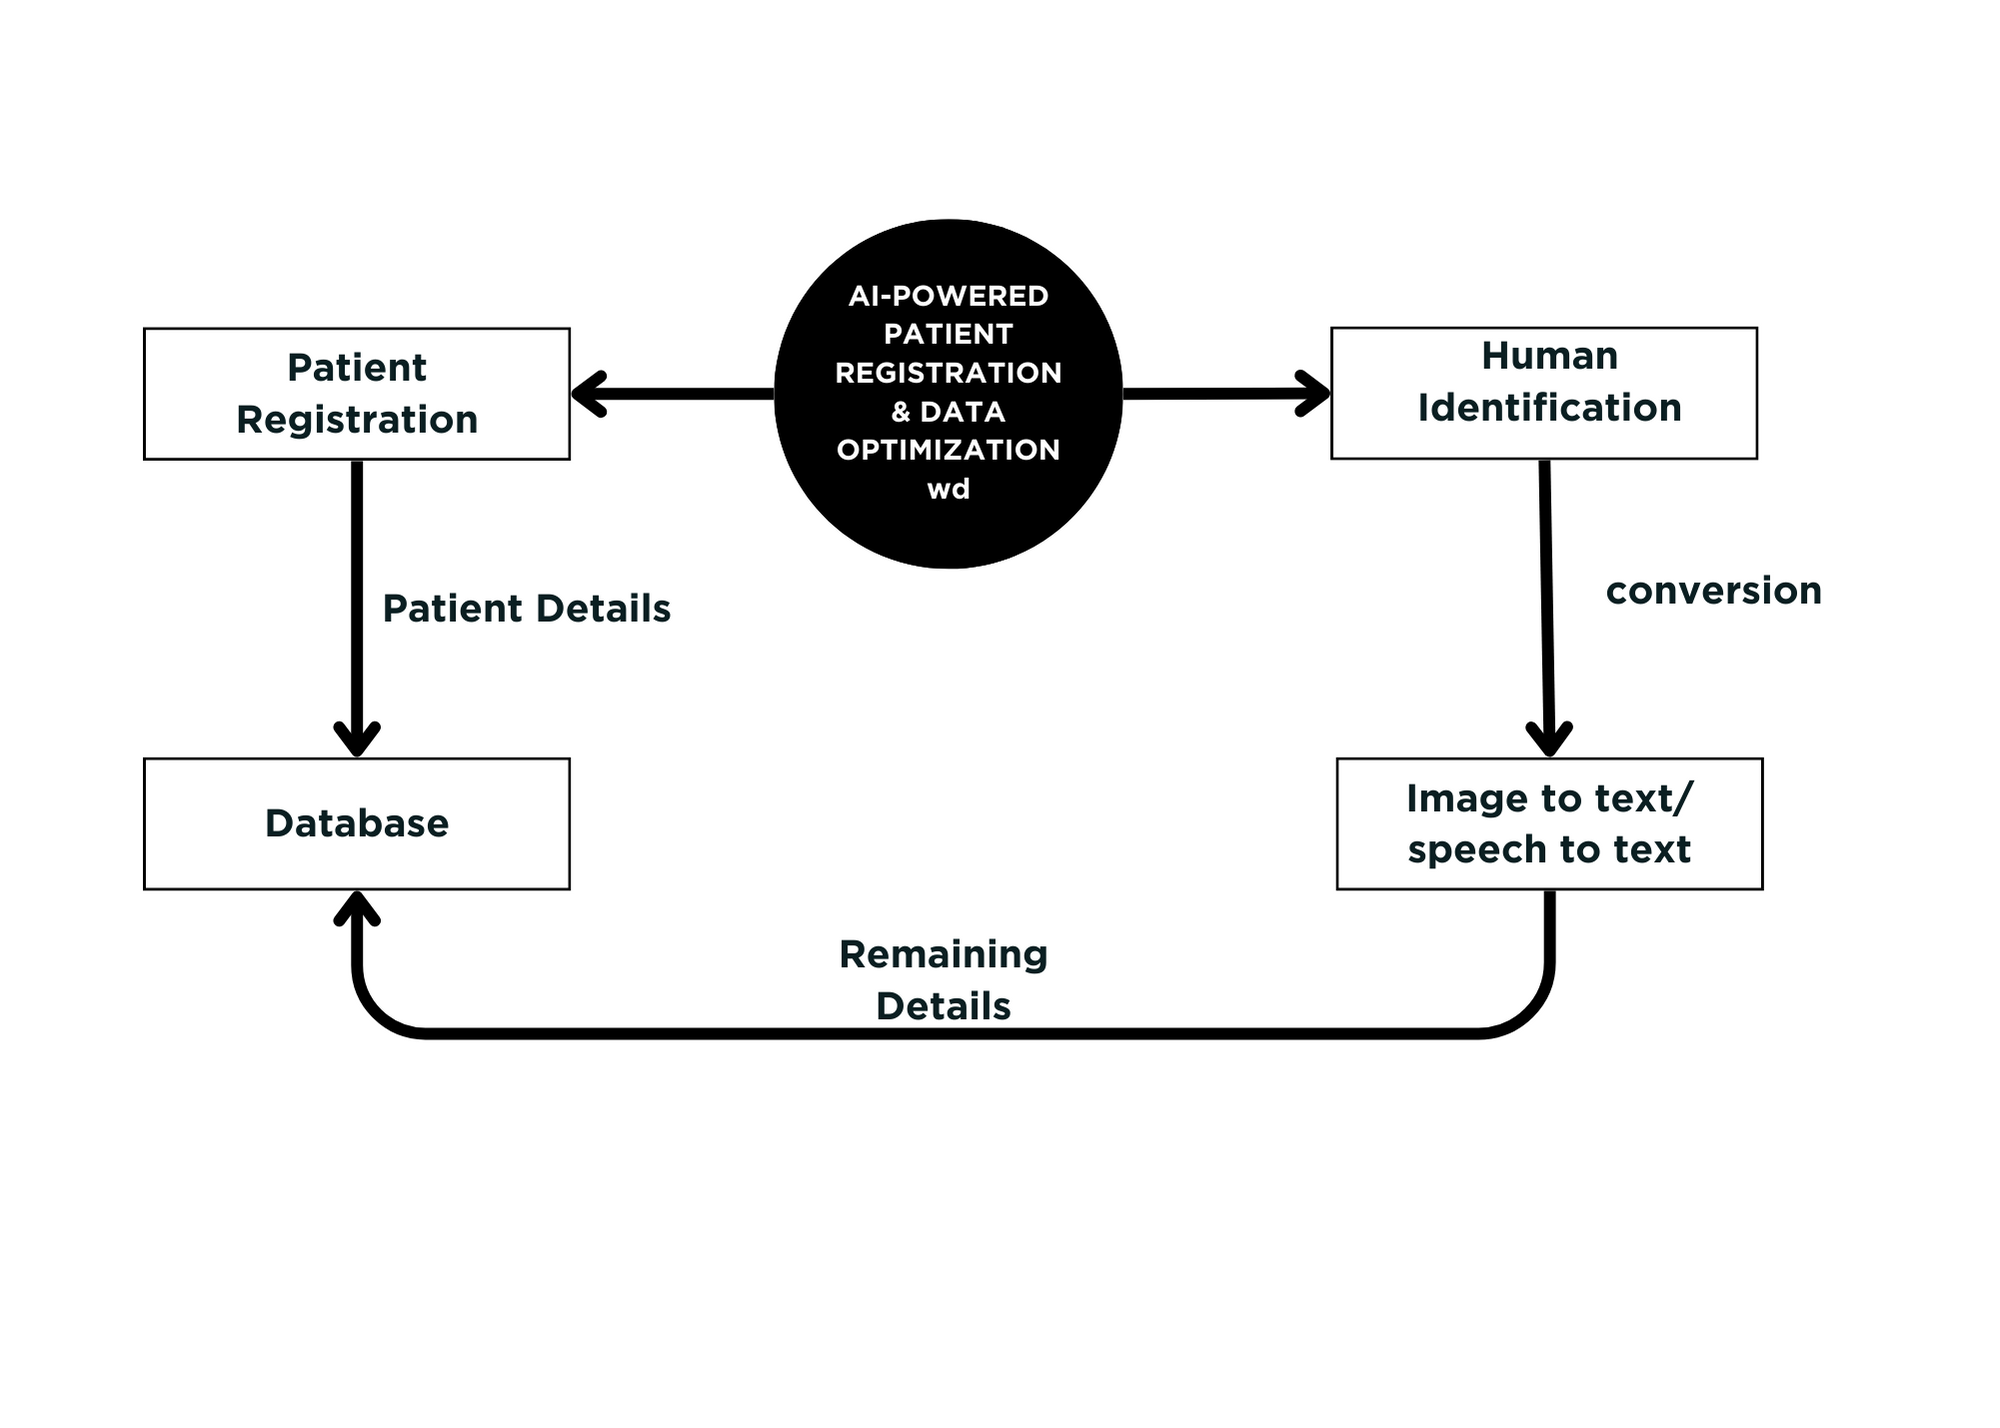 AI-POWERED
PATIENT
REGISTRATION
& DATA
OPTIMIZATION
wd
Patient
Registration
Human
Identification
Patient Details
conversion
Database
Image to text/
speech to text
Remaining
Details